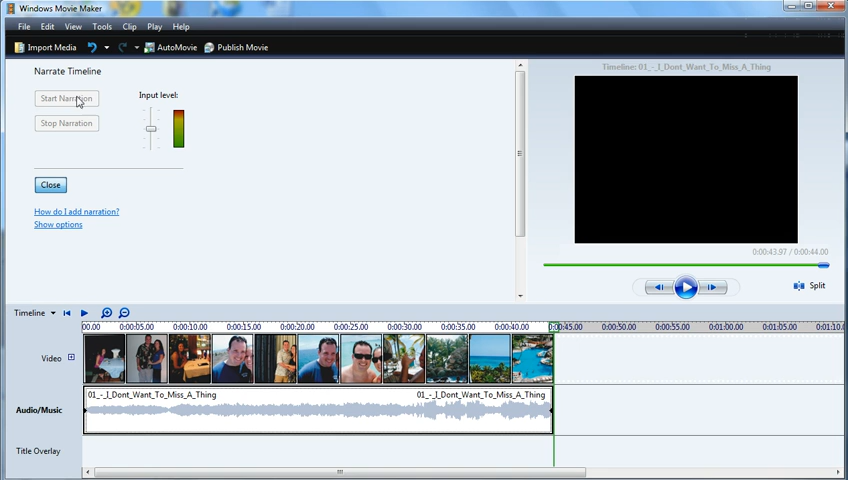 Windows Movie Maker
File Edit View Tools Clip Play Help
Import Media AutoMovie Publish Movie
Narrate Timeline
Start Narration
Stop Narration
Input level:
Close
How do I add narration?
Show options
Timeline: 01_-_I_Dont_Want_To_Miss_A_Thing
0:00:43.97 / 0:00:44.00
Split
Timeline
00.00 0:00:05.00 0:00:10.00 0:00:15.00 0:00:20.00 0:00:25.00 0:00:30.00 0:00:35.00 0:00:40.00 0:00:45.00 0:00:50.00 0:00:55.00 0:01:00.00 0:01:05.00 0:01:10.0
Video
Audio/Music
01_-_I_Dont_Want_To_Miss_A_Thing 01_-_I_Dont_Want_To_Miss_A_Thing
Title Overlay